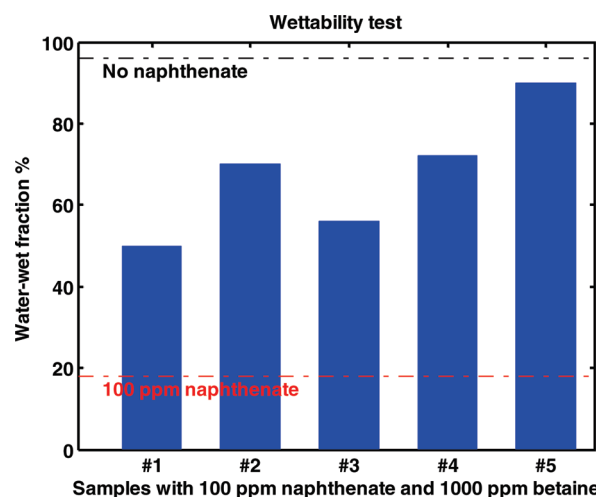 Wettability test
100
No naphthenate
80
60
40
20
100 ppm naphthenate
0
Water-wet fraction %
#1 #2 #3 #4 #5
Samples with 100 ppm naphthenate and 1000 ppm betaine